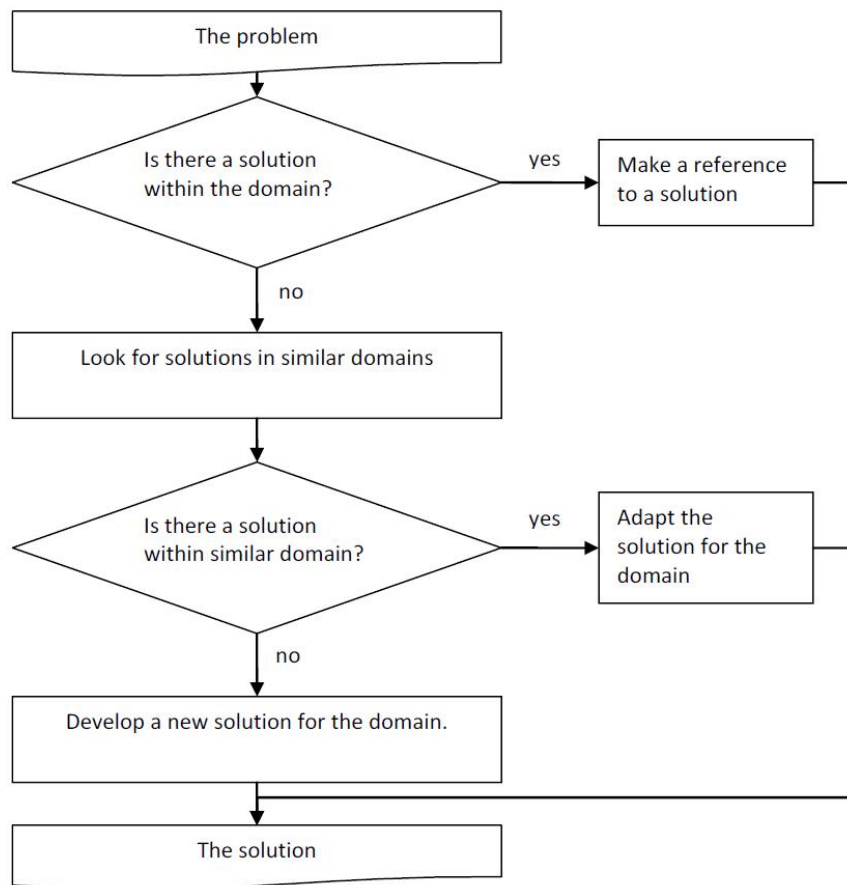 The problem
Is there a solution
within the domain?
yes
Make a reference
to a solution
no
Look for solutions in similar domains
Is there a solution
within similar domain?
yes
Adapt the
solution for the
domain
no
Develop a new solution for the domain.
The solution